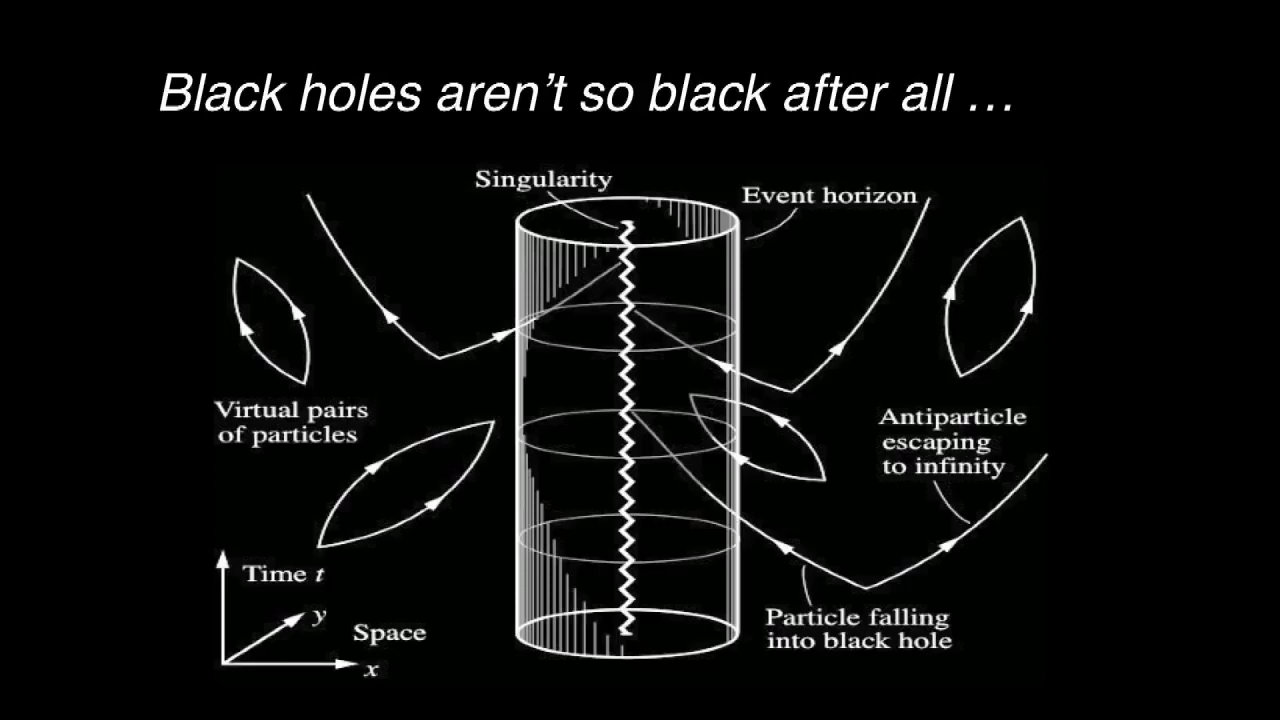 Black holes aren’t so black after all …
Singularity
Event horizon
Virtual pairs
of particles
Antiparticle
escaping
to infinity
Time t
y
Space
x
Particle falling
into black hole